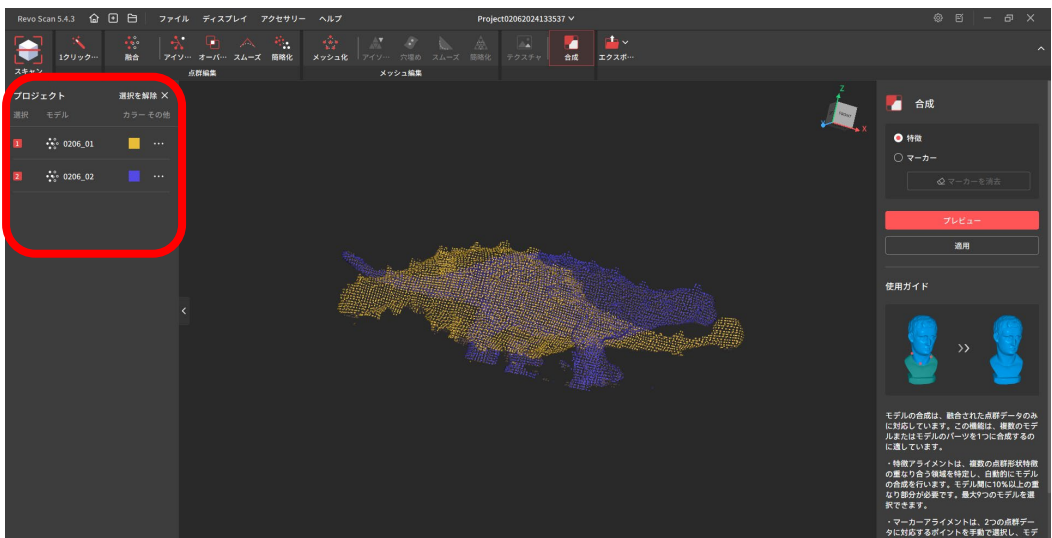 Revo Scan 5.4.3
ファイル ディスプレイ アクセサリー ヘルプ
Project02062024133537
スキャン
1クリック…
融合
アイソ… オーバ… スムーズ 簡略化
点群編集
メッシュ化 アイソ… 穴埋め スムーズ 簡略化
メッシュ編集
テクスチャ
合成
エクスポ…
プロジェクト 選択を解除 ×
選択 モデル カラー その他
1 0206_01 …
2 0206_02 …
Z
FRONT
X
合成
特徴
マーカー
マーカーを消去
プレビュー
適用
使用ガイド
モデルの合成は、融合された点群データのみ
に対応しています。この機能は、複数のモデ
ルまたはモデルのパーツを1つに合成するの
に適しています。
・特徴アライメントは、複数の点群形状特徴
の重なり合う領域を特定し、自動的にモデル
の合成を行います。モデル間に10%以上の重
なり部分が必要です。最大9つのモデルを選
択できます。
・マーカーアライメントは、2つの点群デー
タに対応するポイントを手動で選択し、モデ